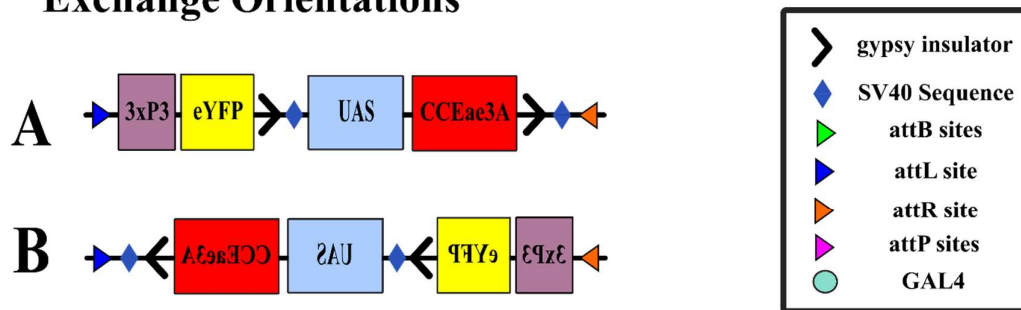 Exchange Orientations
A
3xP3 eYFP UAS CCEae3A
B
CCEae3A UAS eYFP 3xP3
gypsy insulator
SV40 Sequence
attB sites
attL site
attR site
attP sites
GAL4